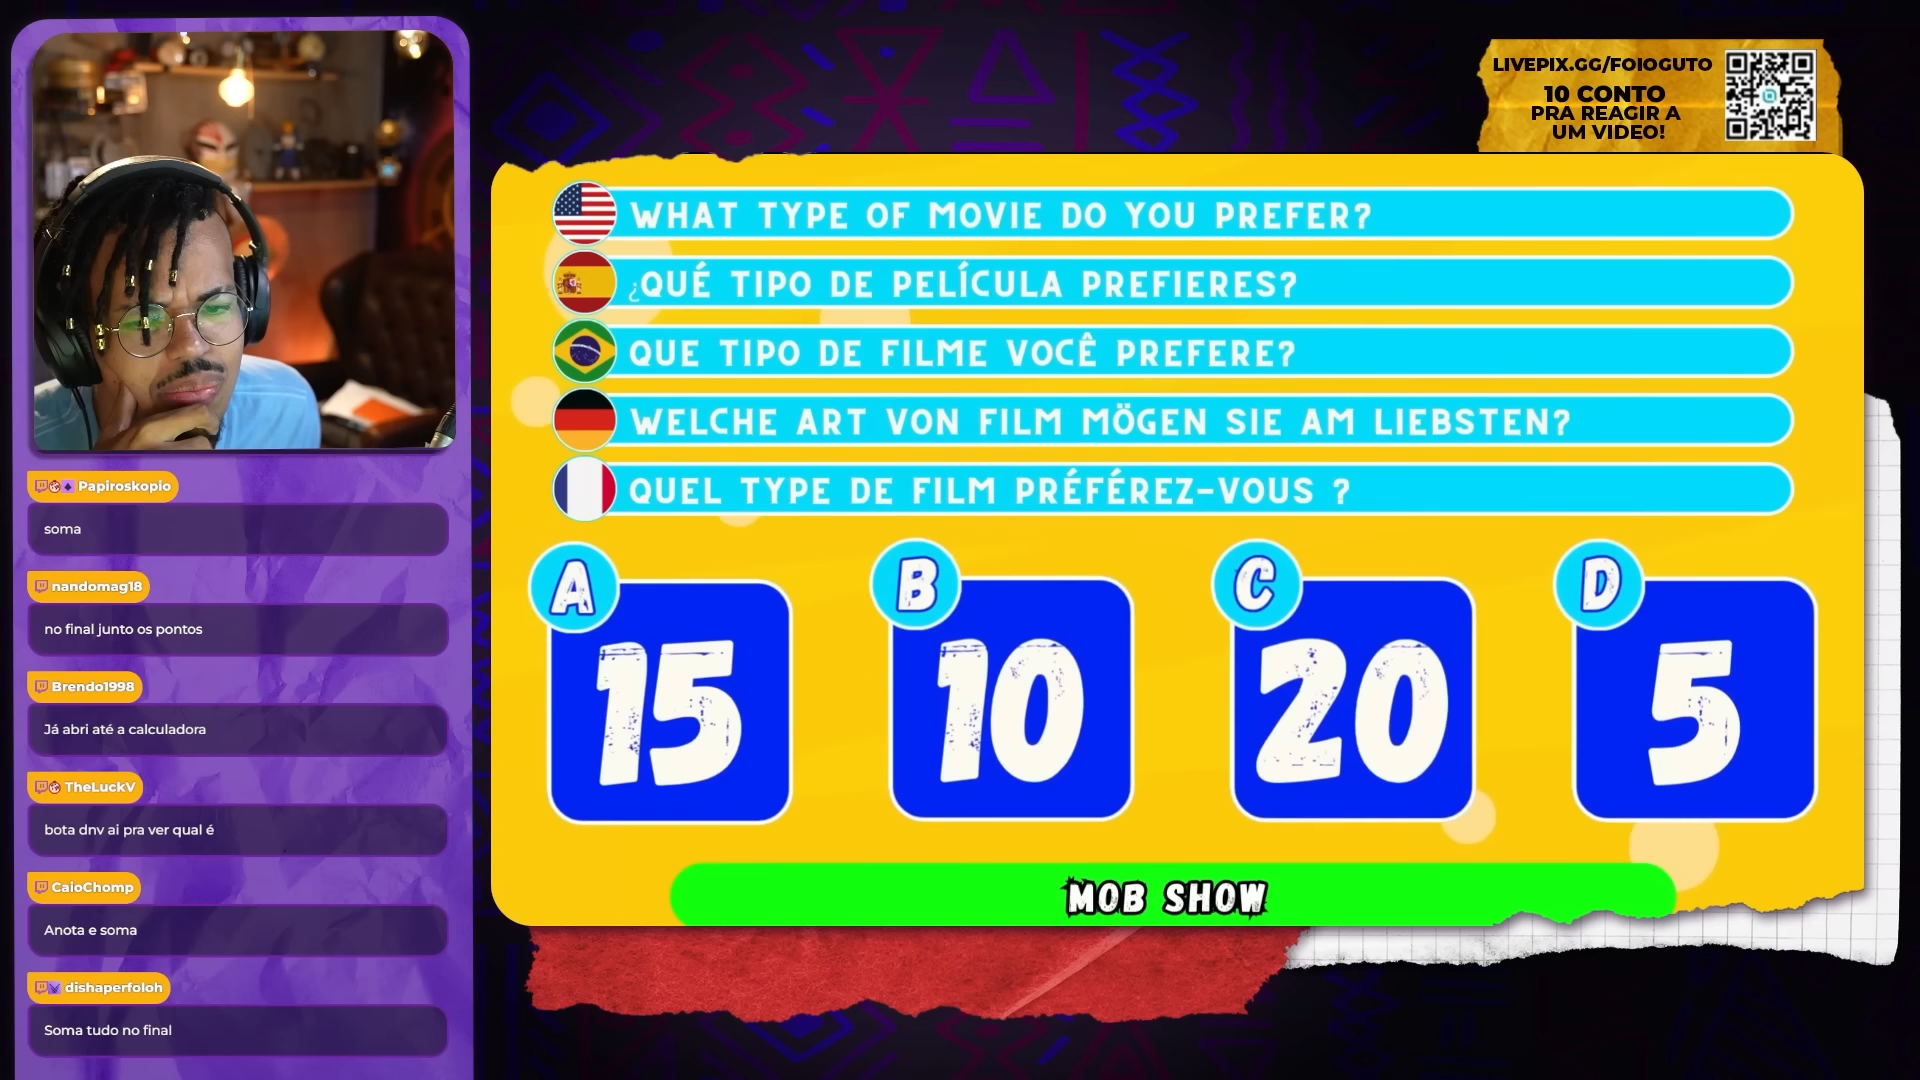 LIVEPIX.GG/FOIOGUTO
10 CONTO
PRA REAGIR A
UM VIDEO!
WHAT TYPE OF MOVIE DO YOU PREFER?
¿QUÉ TIPO DE PELÍCULA PREFIERES?
QUE TIPO DE FILME VOCÊ PREFERE?
WELCHE ART VON FILM MÖGEN SIE AM LIEBSTEN?
QUEL TYPE DE FILM PRÉFÉREZ-VOUS ?
A
15
B
10
C
20
D
5
MOB SHOW
Papiroskopio
soma
nandomag18
no final junto os pontos
Brendo1998
Já abri até a calculadora
TheLuckV
bota dnv ai pra ver qual é
CaioChomp
Anota e soma
dishaperfoloh
Soma tudo no final